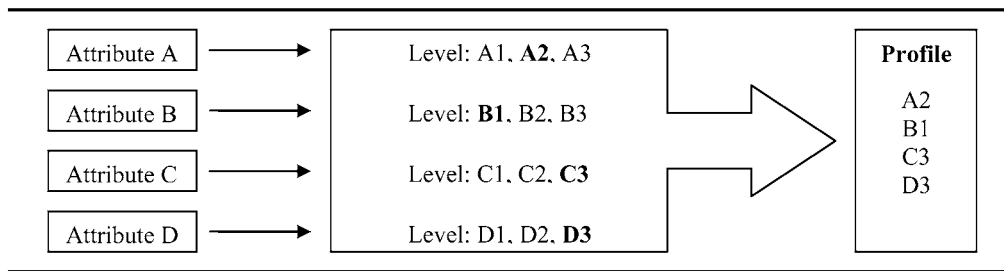 Attribute A
Level: A1, A2, A3
Attribute B
Level: B1, B2, B3
Attribute C
Level: C1, C2, C3
Attribute D
Level: D1, D2, D3
Profile
A2
B1
C3
D3